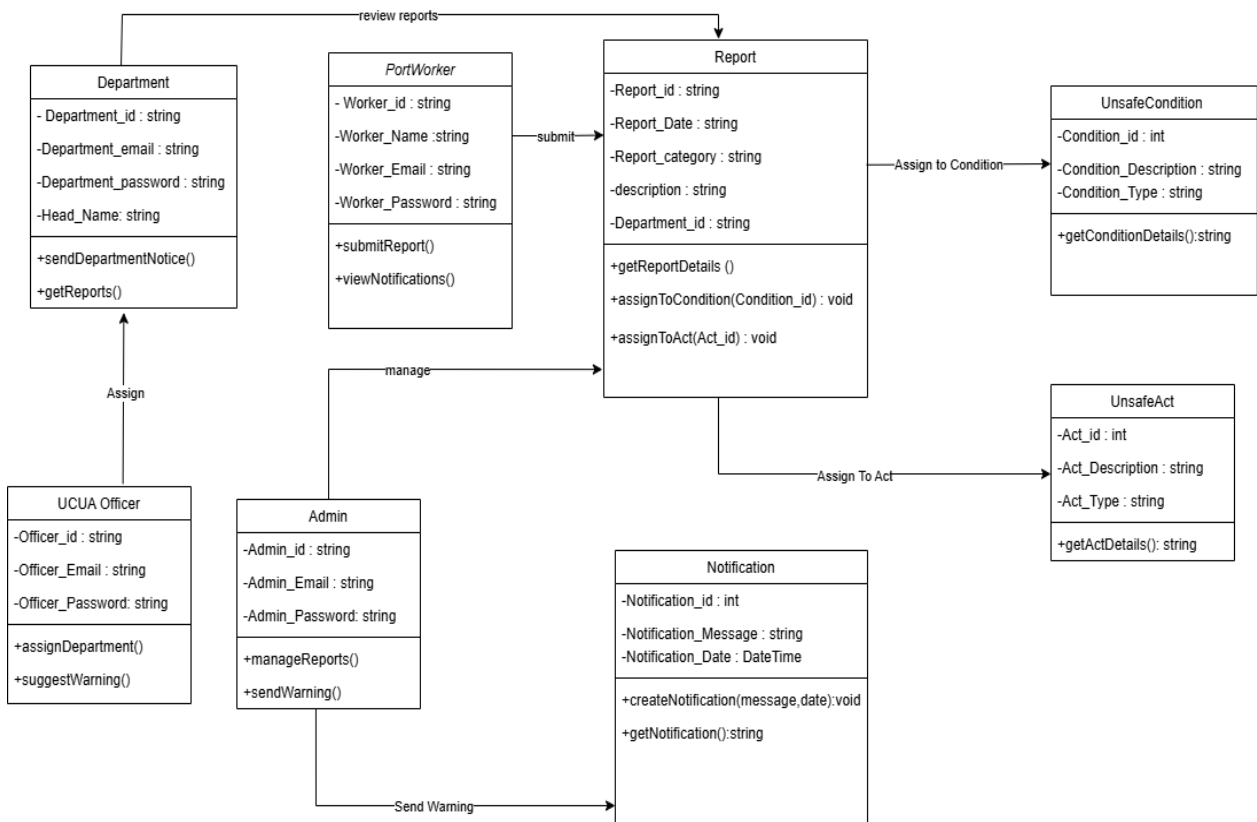 review reports
Department
- Department_id : string
-Department_email : string
-Department_password : string
-Head_Name: string
+sendDepartmentNotice()
+getReports()
PortWorker
- Worker_id : string
-Worker_Name :string
-Worker_Email : string
-Worker_Password : string
+submitReport()
+viewNotifications()
submit
Report
-Report_id : string
-Report_Date : string
-Report_category : string
-description : string
-Department_id : string
+getReportDetails ()
+assignToCondition(Condition_id) : void
+assignToAct(Act_id) : void
Assign to Condition
UnsafeCondition
-Condition_id : int
-Condition_Description : string
-Condition_Type : string
+getConditionDetails():string
Assign
manage
Assign To Act
UnsafeAct
-Act_id : int
-Act_Description : string
-Act_Type : string
+getActDetails(): string
UCUA Officer
-Officer_id : string
-Officer_Email : string
-Officer_Password: string
+assignDepartment()
+suggestWarning()
Admin
-Admin_id : string
-Admin_Email : string
-Admin_Password: string
+manageReports()
+sendWarning()
Send Warning
Notification
-Notification_id : int
-Notification_Message : string
-Notification_Date : DateTime
+createNotification(message,date):void
+getNotification():string